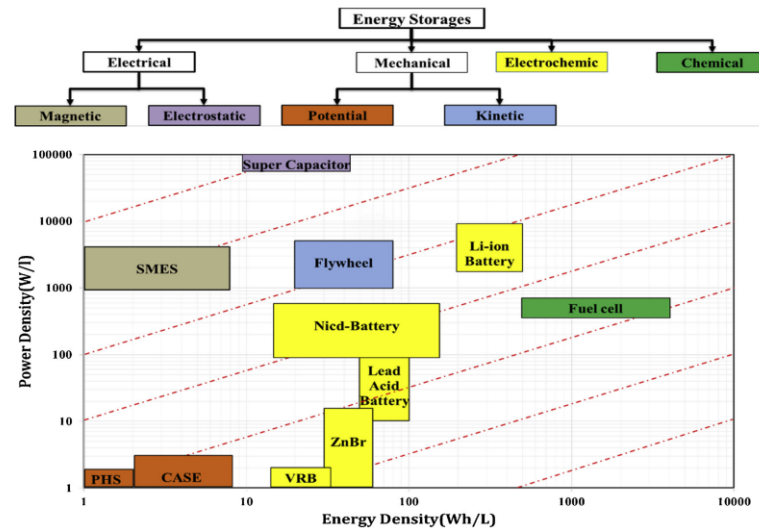 Energy Storages
Electrical
Mechanical
Electrochemic
Chemical
Magnetic
Electrostatic
Potential
Kinetic
Power Density(W/l)
100000
10000
1000
100
10
1
Super Capacitor
SMES
Flywheel
Li-ion
Battery
Nicd-Battery
Fuel cell
Lead
Acid
Battery
ZnBr
PHS
CASE
VRB
1
10
100
1000
10000
Energy Density(Wh/L)